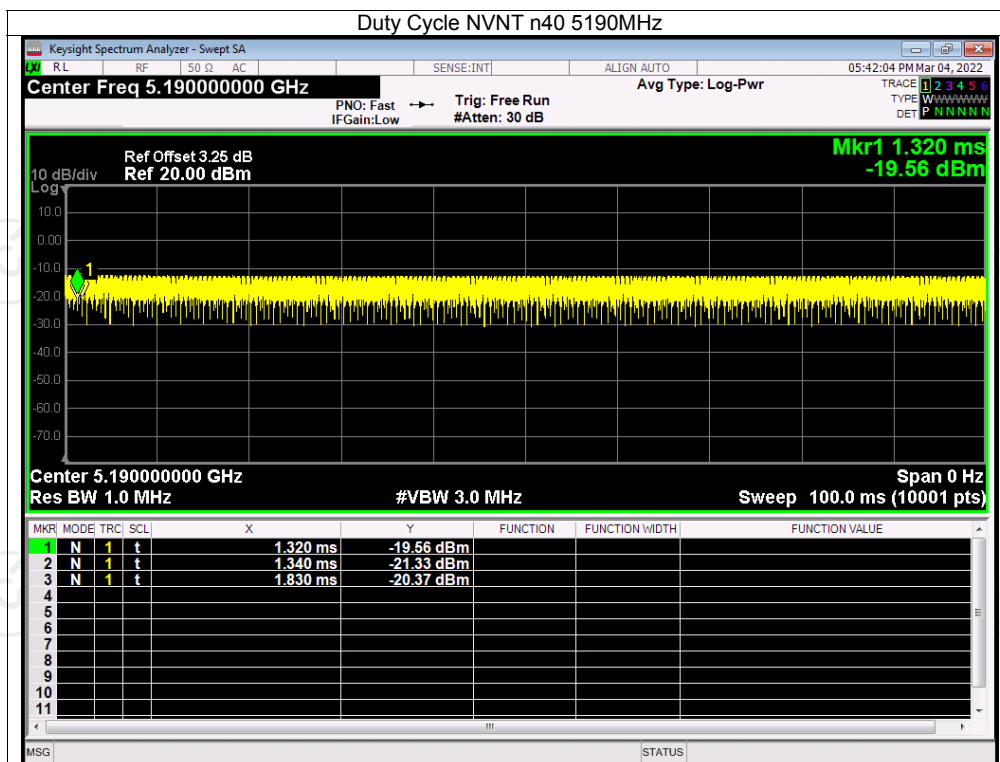 Duty Cycle NVNT n40 5190MHz
Keysight Spectrum Analyzer - Swept SA
LXI RL RF 50 Ω AC SENSE:INT ALIGN AUTO 05:42:04 PM Mar 04, 2022
Center Freq 5.190000000 GHz
PNO: Fast
IFGain:Low
Trig: Free Run
#Atten: 30 dB
Avg Type: Log-Pwr
TRACE 1 2 3 4 5 6
TYPE WWWWWW
DET P N N N N N
Mkr1 1.320 ms
-19.56 dBm
Ref Offset 3.25 dB
10 dB/div Ref 20.00 dBm
Log
10.0
0.00
-10.0
1
-20.0
-30.0
-40.0
-50.0
-60.0
-70.0
Center 5.190000000 GHz Span 0 Hz
Res BW 1.0 MHz #VBW 3.0 MHz Sweep 100.0 ms (10001 pts)
MKR MODE TRC SCL X Y FUNCTION FUNCTION WIDTH FUNCTION VALUE
1 N 1 t 1.320 ms -19.56 dBm
2 N 1 t 1.340 ms -21.33 dBm
3 N 1 t 1.830 ms -20.37 dBm
4
5
6
7
8
9
10
11
MSG STATUS